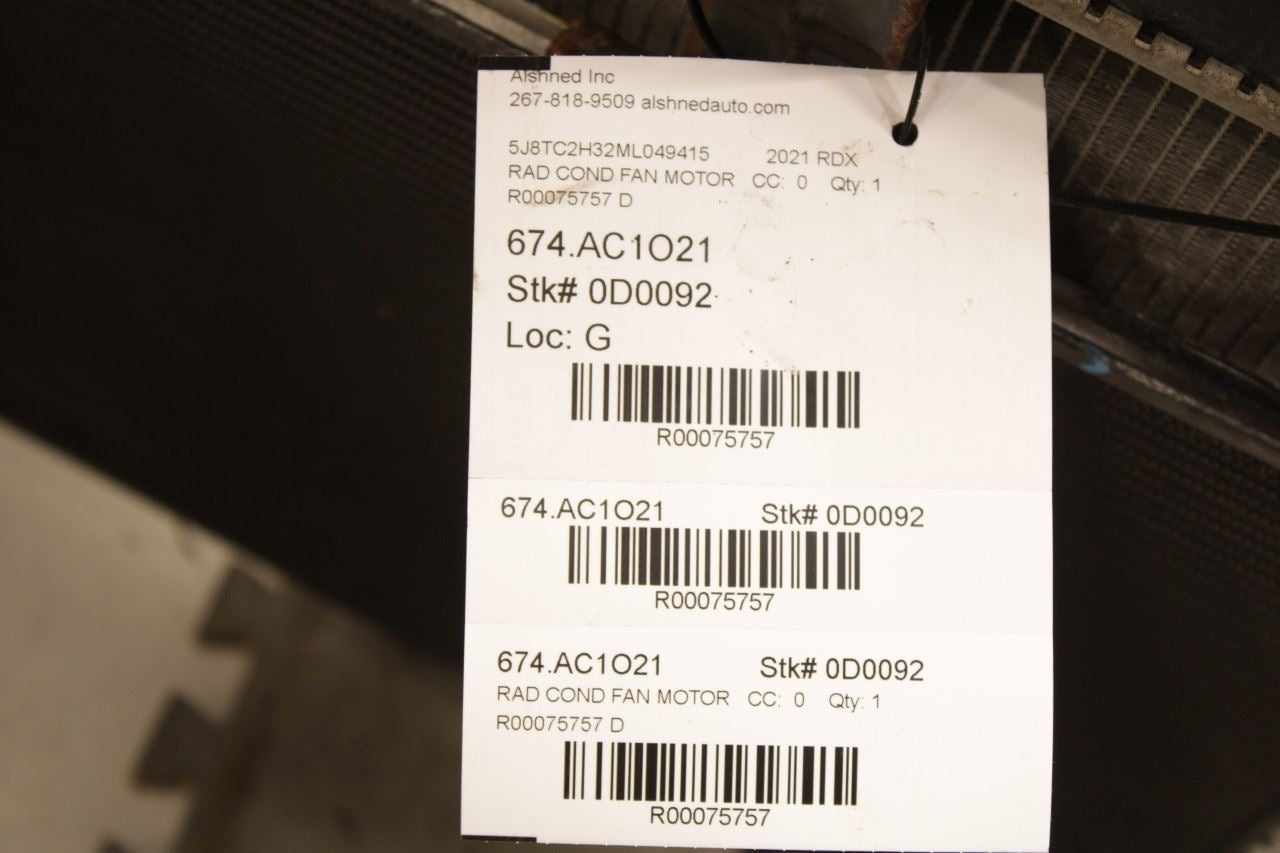 Alshned Inc
267-818-9509 alshnedauto.com
5J8TC2H32ML049415 2021 RDX
RAD COND FAN MOTOR CC: 0 Qty: 1
R00075757 D
674.AC1O21
Stk# 0D0092
Loc: G
R00075757
674.AC1O21 Stk# 0D0092
R00075757
674.AC1O21 Stk# 0D0092
RAD COND FAN MOTOR CC: 0 Qty: 1
R00075757 D
R00075757